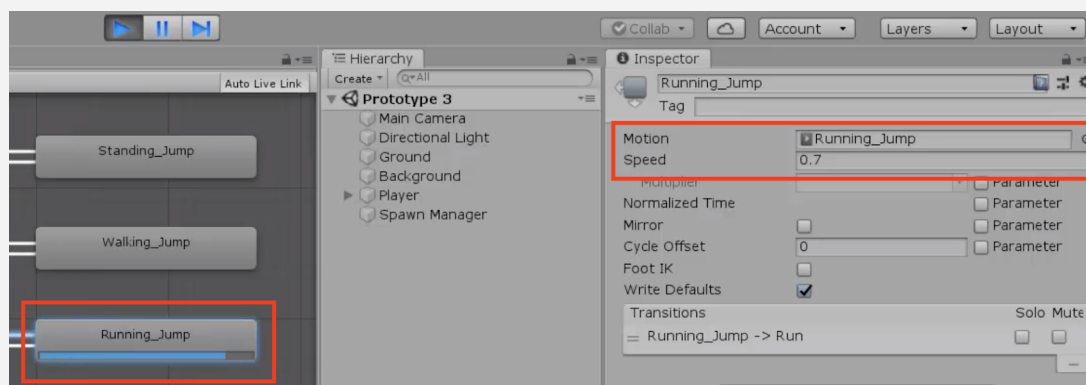 Collab
Account
Layers
Layout
Auto Live Link
Standing_Jump
Walking_Jump
Running_Jump
Hierarchy
Create
All
Prototype 3
Main Camera
Directional Light
Ground
Background
Player
Spawn Manager
Inspector
Running_Jump
Tag
Motion Running_Jump
Speed 0.7
Multiplier Parameter
Normalized Time Parameter
Mirror Parameter
Cycle Offset 0 Parameter
Foot IK
Write Defaults
Transitions Solo Mute
Running_Jump -> Run